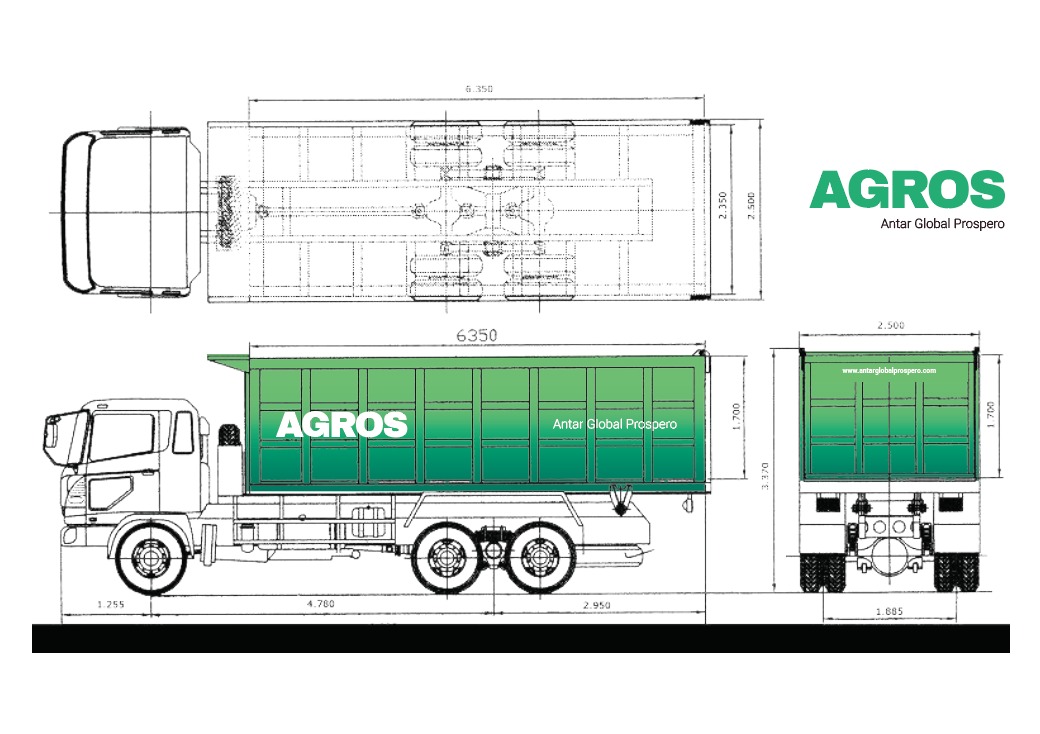 6.350
2.350
2.500
AGROS
Antar Global Prospero
6350
2.500
www.antarglobalprospero.com
AGROS
Antar Global Prospero
1.700
3.370
1.700
1.255
4.780
2.950
1.885